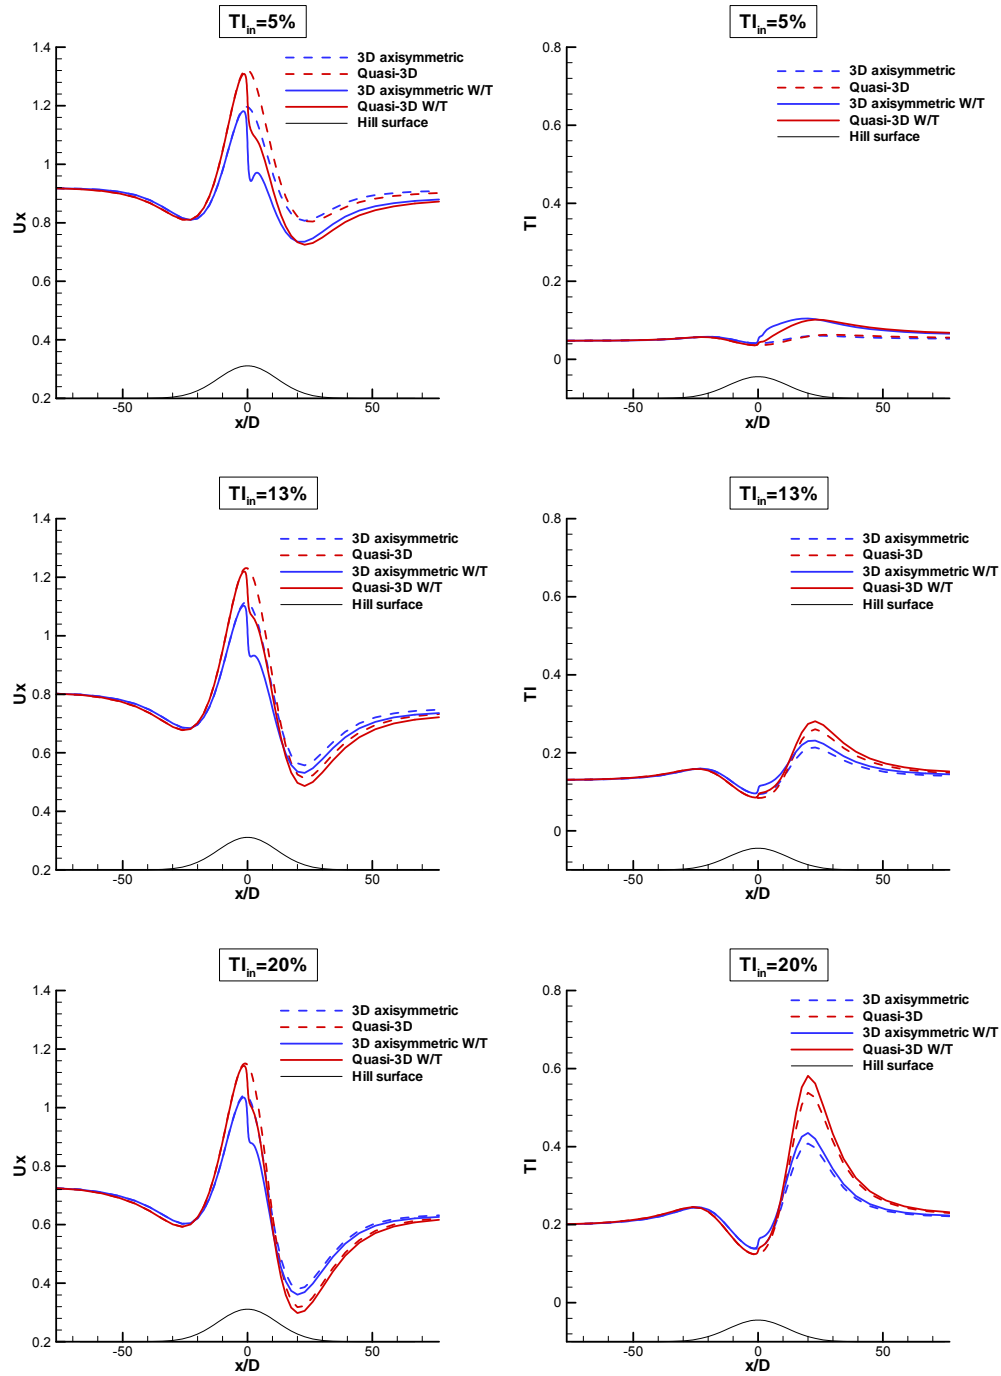 TIin=5%
1.4
1.2
1
0.8
0.6
0.4
0.2
Ux
-50
0
50
x/D
3D axisymmetric
Quasi-3D
3D axisymmetric W/T
Quasi-3D W/T
Hill surface
TIin=5%
0.8
0.6
0.4
0.2
0
TI
-50
0
50
x/D
3D axisymmetric
Quasi-3D
3D axisymmetric W/T
Quasi-3D W/T
Hill surface
TIin=13%
1.4
1.2
1
0.8
0.6
0.4
0.2
Ux
-50
0
50
x/D
3D axisymmetric
Quasi-3D
3D axisymmetric W/T
Quasi-3D W/T
Hill surface
TIin=13%
0.8
0.6
0.4
0.2
0
TI
-50
0
50
x/D
3D axisymmetric
Quasi-3D
3D axisymmetric W/T
Quasi-3D W/T
Hill surface
TIin=20%
1.4
1.2
1
0.8
0.6
0.4
0.2
Ux
-50
0
50
x/D
3D axisymmetric
Quasi-3D
3D axisymmetric W/T
Quasi-3D W/T
Hill surface
TIin=20%
0.8
0.6
0.4
0.2
0
TI
-50
0
50
x/D
3D axisymmetric
Quasi-3D
3D axisymmetric W/T
Quasi-3D W/T
Hill surface